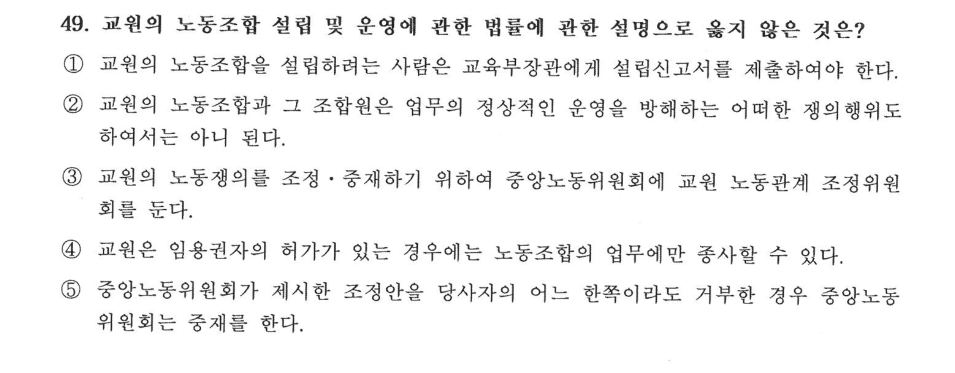 49. 교원의 노동조합 설립 및 운영에 관한 법률에 관한 설명으로 옳지 않은 것은?
① 교원의 노동조합을 설립하려는 사람은 교육부장관에게 설립신고서를 제출하여야 한다.
② 교원의 노동조합과 그 조합원은 업무의 정상적인 운영을 방해하는 어떠한 쟁의행위도
하여서는 아니 된다.
③ 교원의 노동쟁의를 조정·중재하기 위하여 중앙노동위원회에 교원 노동관계 조정위원
회를 둔다.
④ 교원은 임용권자의 허가가 있는 경우에는 노동조합의 업무에만 종사할 수 있다.
⑤ 중앙노동위원회가 제시한 조정안을 당사자의 어느 한쪽이라도 거부한 경우 중앙노동
위원회는 중재를 한다.